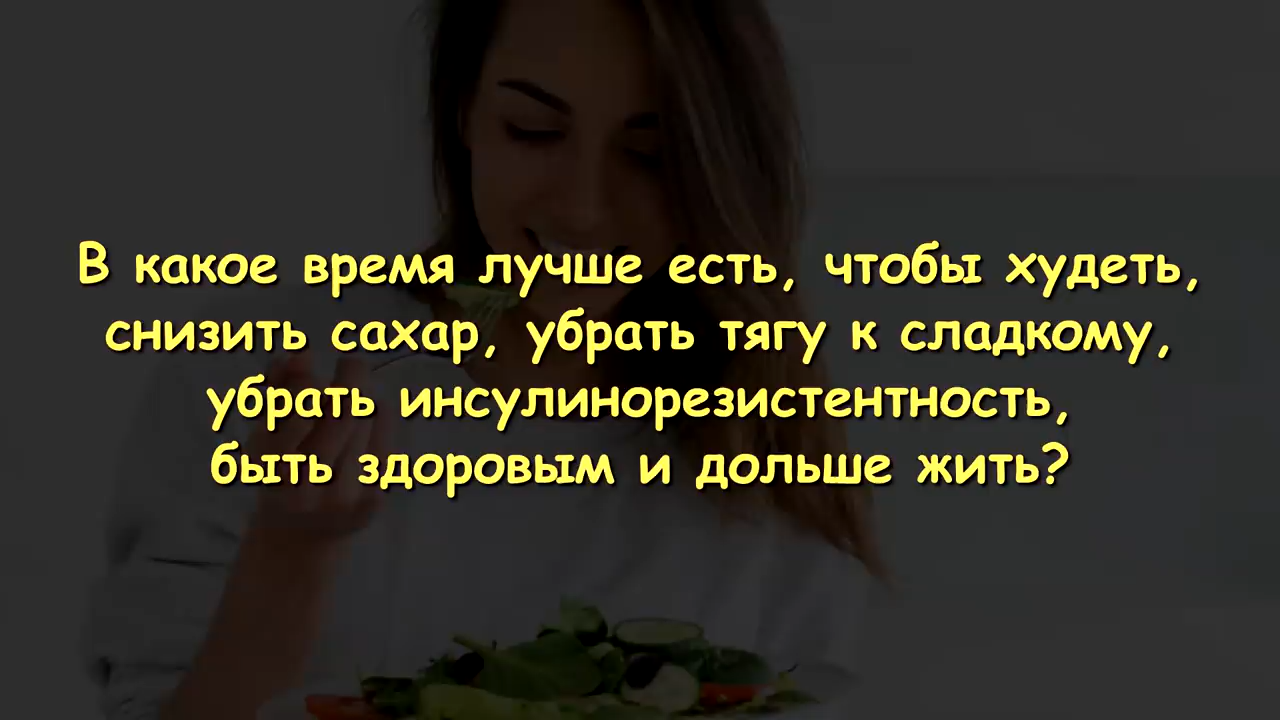 В какое время лучше есть, чтобы худеть,
снизить сахар, убрать тягу к сладкому,
убрать инсулинорезистентность,
быть здоровым и дольше жить?